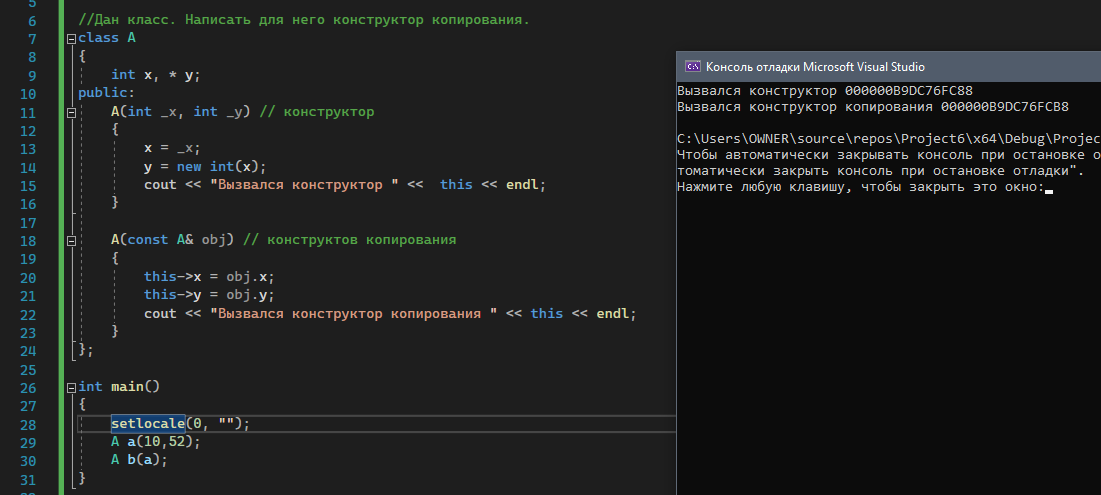 5
6 //Дан класс. Написать для него конструктор копирования.
7 class A
8 {
9 int x, * y;
10 public:
11 A(int _x, int _y) // конструктор
12 {
13 x = _x;
14 y = new int(x);
15 cout << "Вызвался конструктор " << this << endl;
16 }
17
18 A(const A& obj) // конструктов копирования
19 {
20 this->x = obj.x;
21 this->y = obj.y;
22 cout << "Вызвался конструктор копирования " << this << endl;
23 }
24 };
25
26 int main()
27 {
28 setlocale(0, "");
29 A a(10,52);
30 A b(a);
31 }
Консоль отладки Microsoft Visual Studio
Вызвался конструктор 000000B9DC76FC88
Вызвался конструктор копирования 000000B9DC76FCB8
C:\Users\OWNER\source\repos\Project6\x64\Debug\Projec
Чтобы автоматически закрывать консоль при остановке о
томатически закрыть консоль при остановке отладки".
Нажмите любую клавишу, чтобы закрыть это окно: